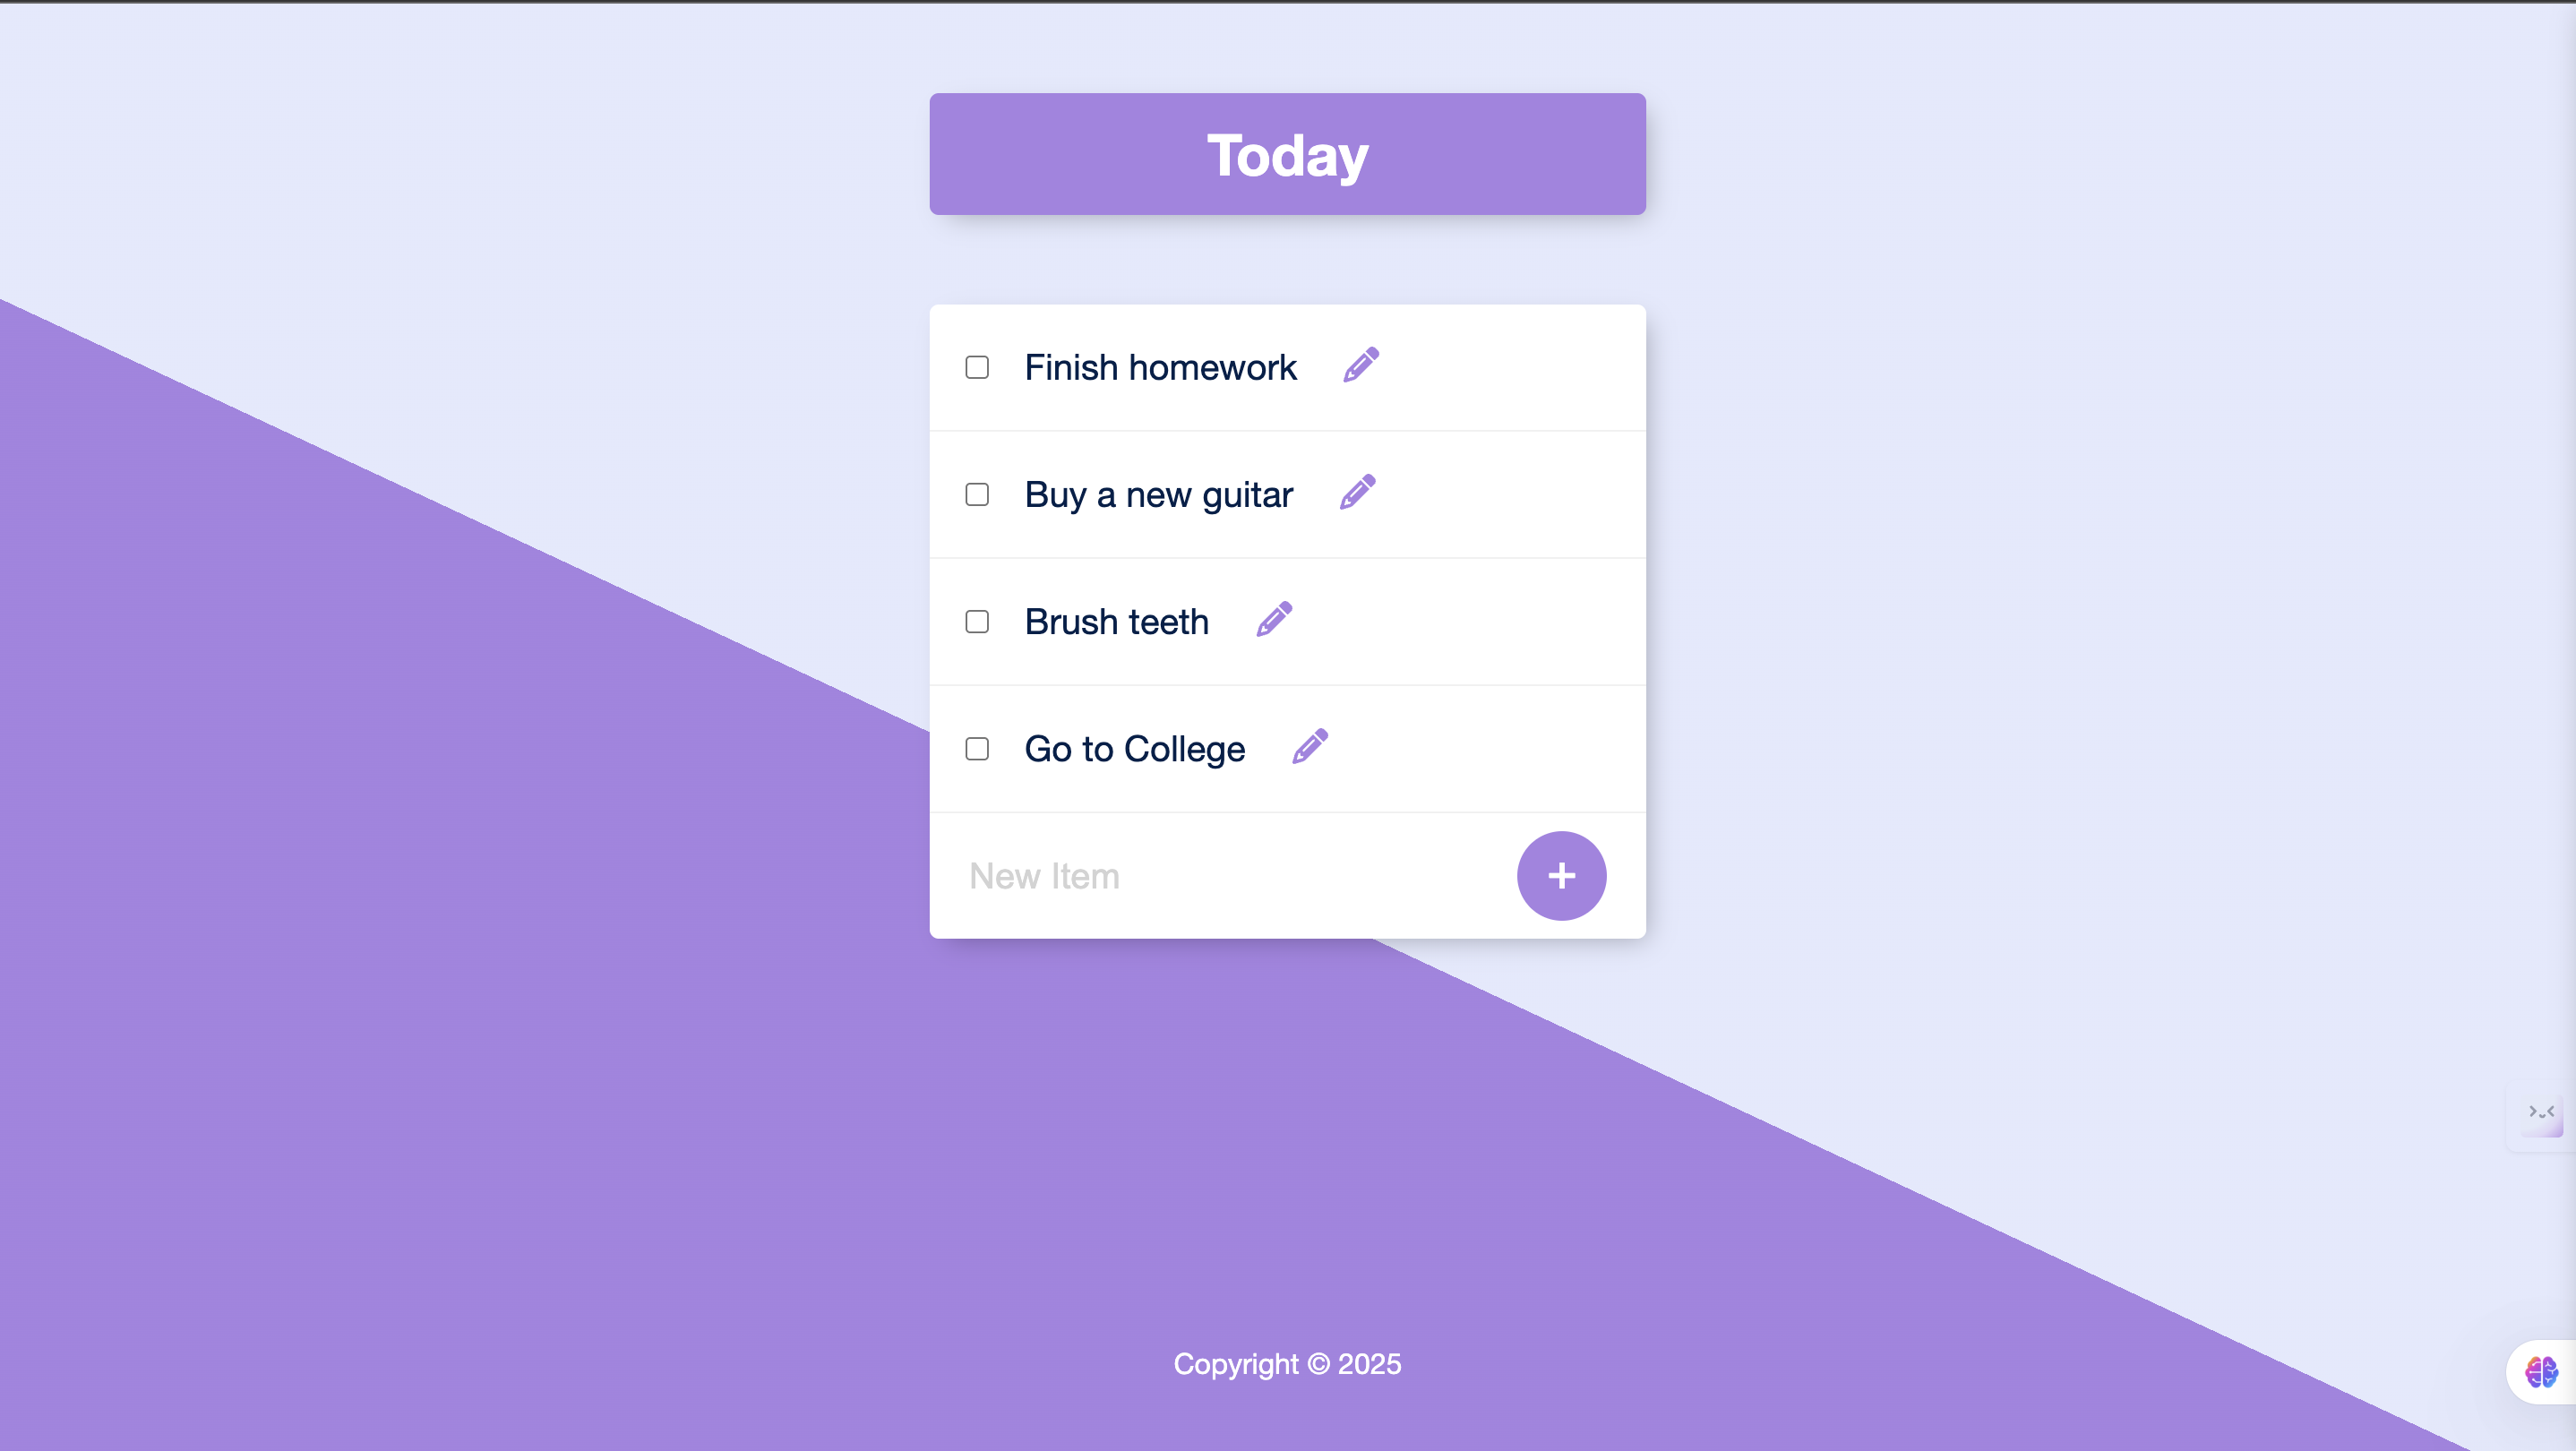 Today
Finish homework
Buy a new guitar
Brush teeth
Go to College
New Item
+
Copyright © 2025